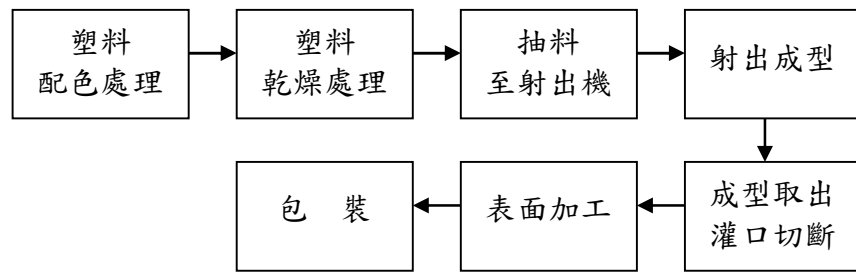 塑料
配色處理
塑料
乾燥處理
抽料
至射出機
射出成型
成型取出
灌口切斷
表面加工
包 裝